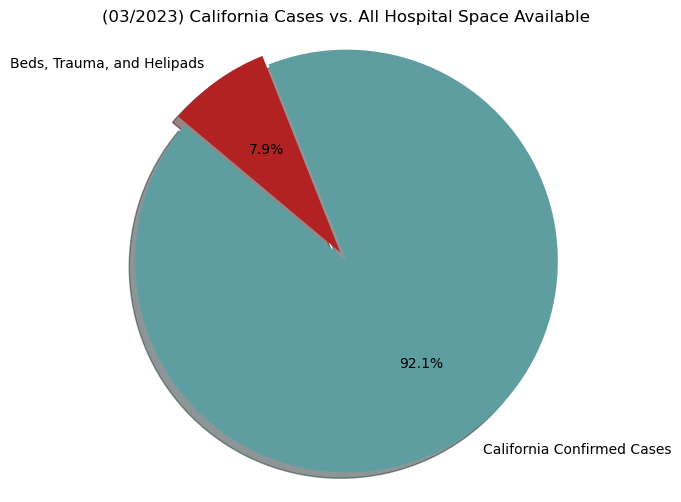 (03/2023) California Cases vs. All Hospital Space Available
Beds, Trauma, and Helipads
7.9%
92.1%
California Confirmed Cases